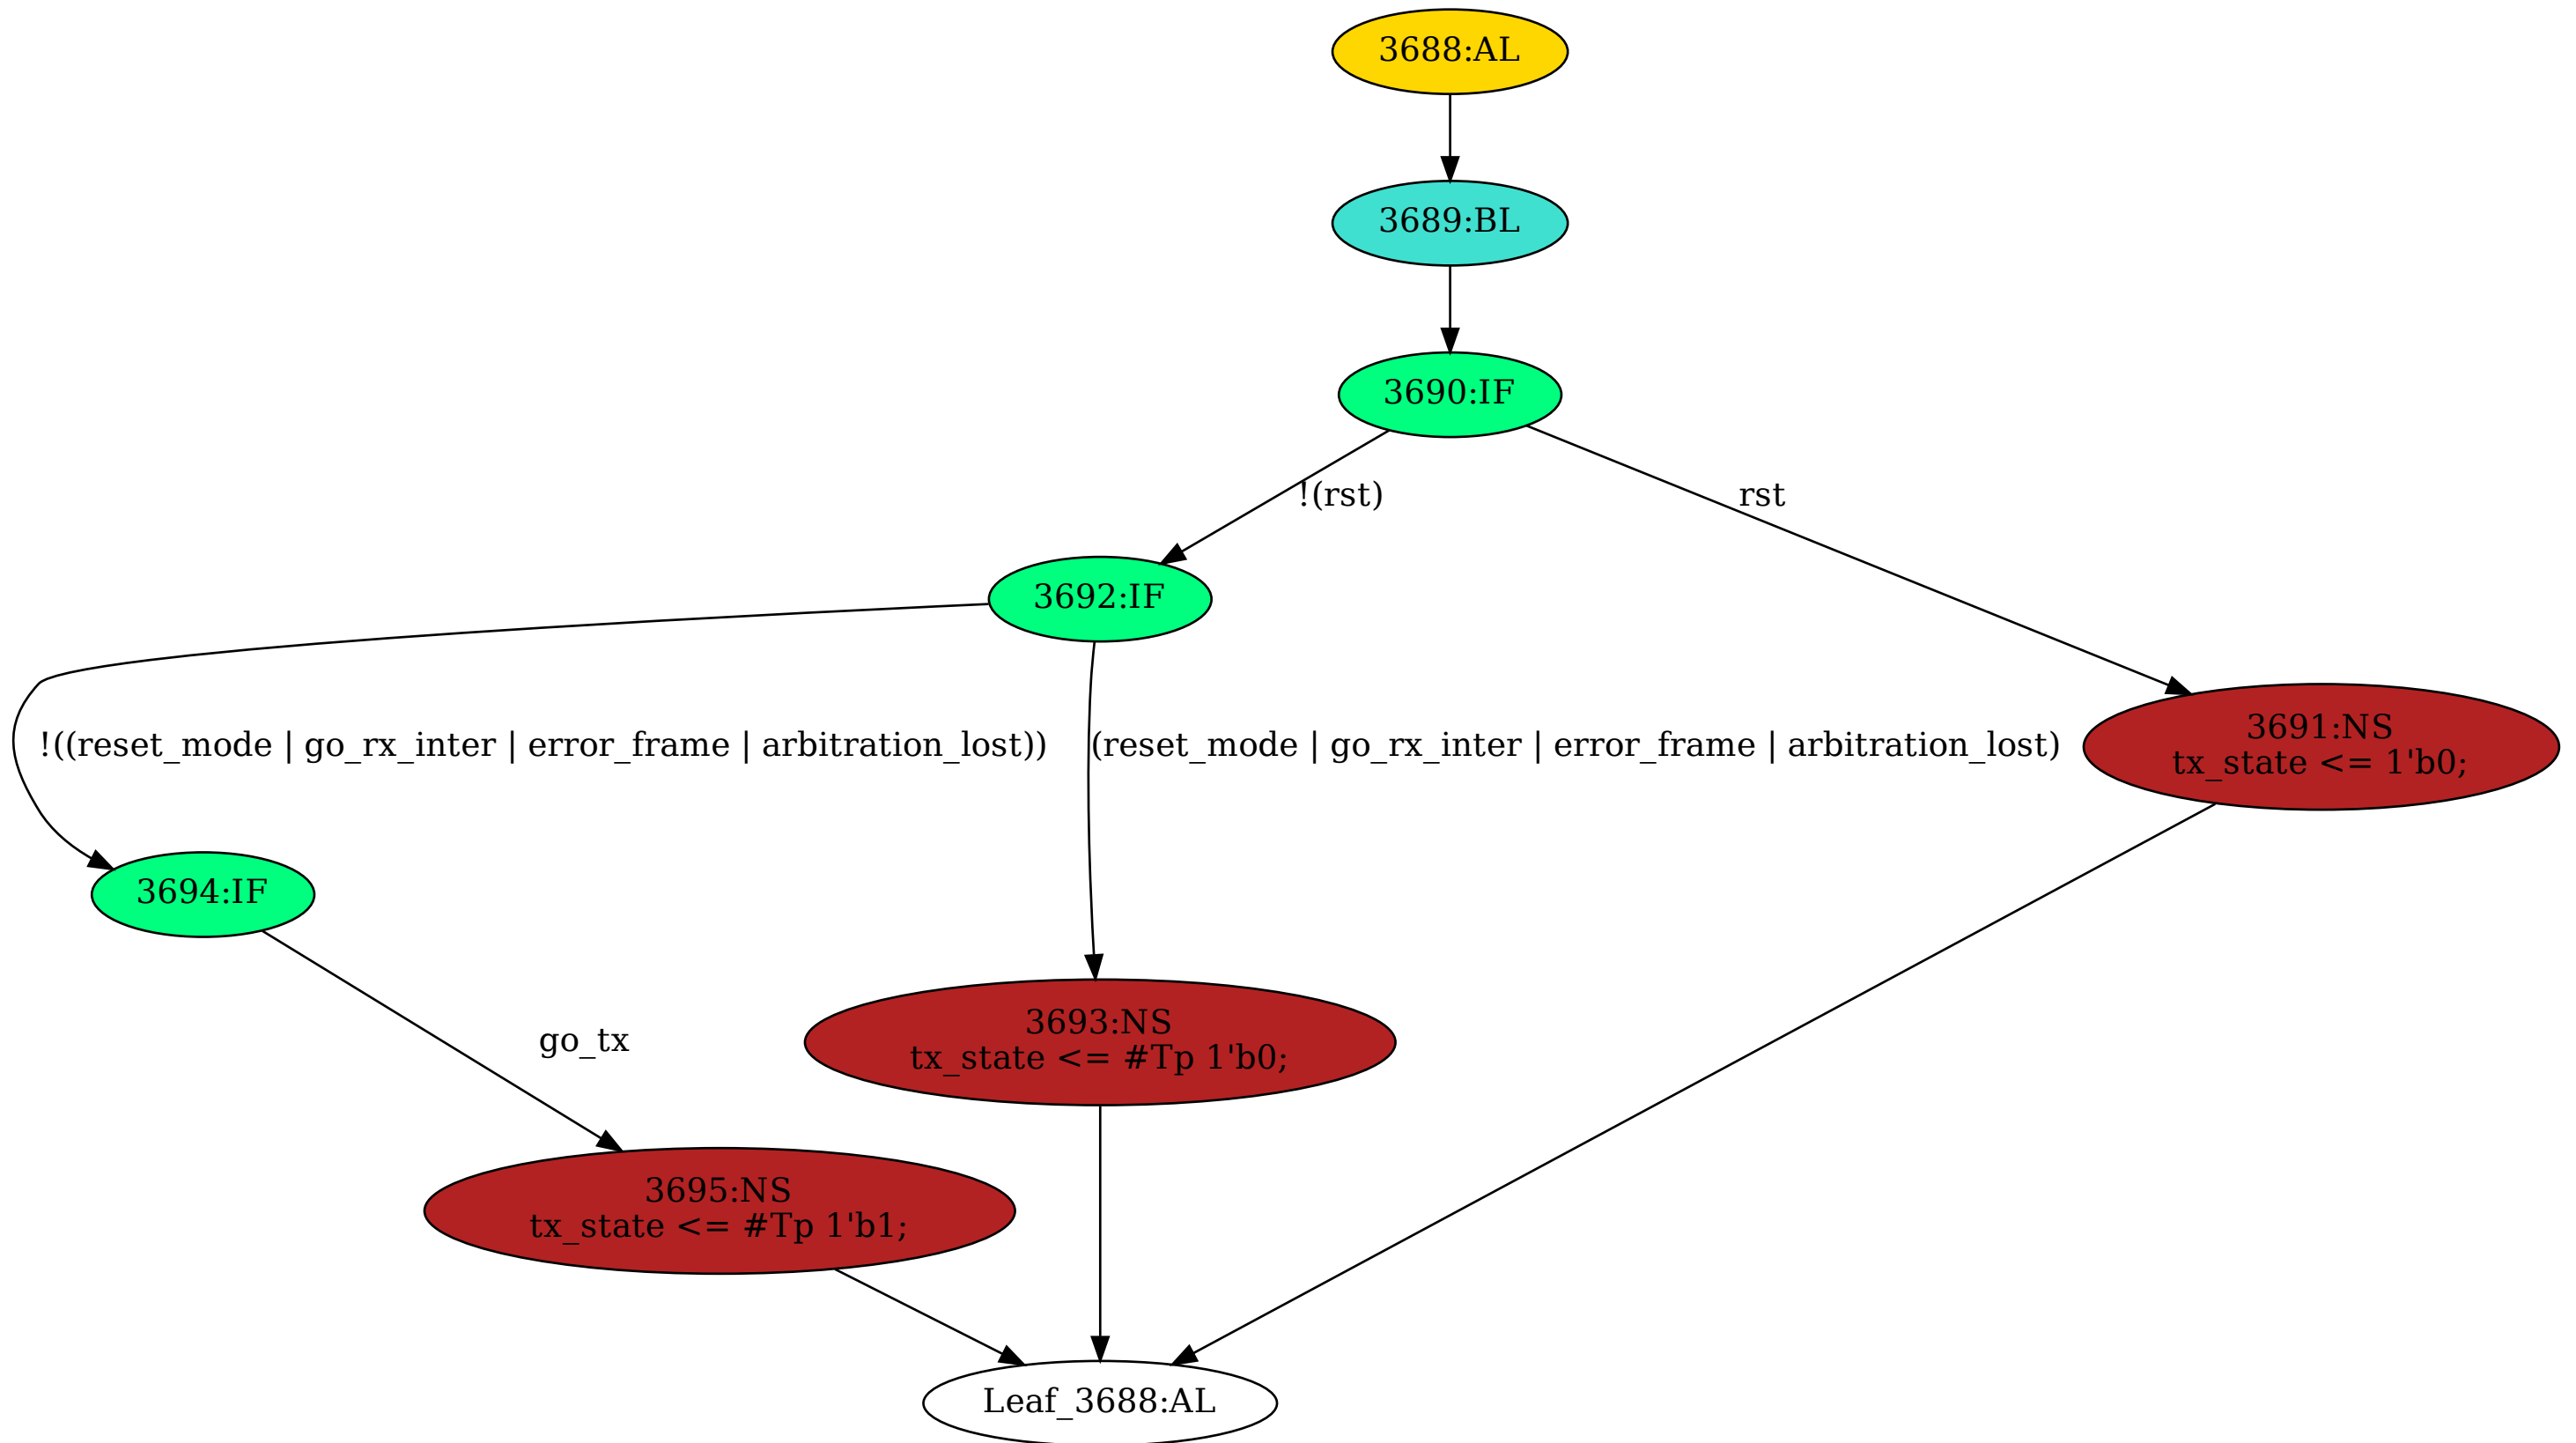 3688:AL
3689:BL
3690:IF
!(rst)
rst
3692:IF
!((reset_mode | go_rx_inter | error_frame | arbitration_lost))
(reset_mode | go_rx_inter | error_frame | arbitration_lost)
3691:NS
tx_state <= 1'b0;
3694:IF
go_tx
3693:NS
tx_state <= #Tp 1'b0;
3695:NS
tx_state <= #Tp 1'b1;
Leaf_3688:AL